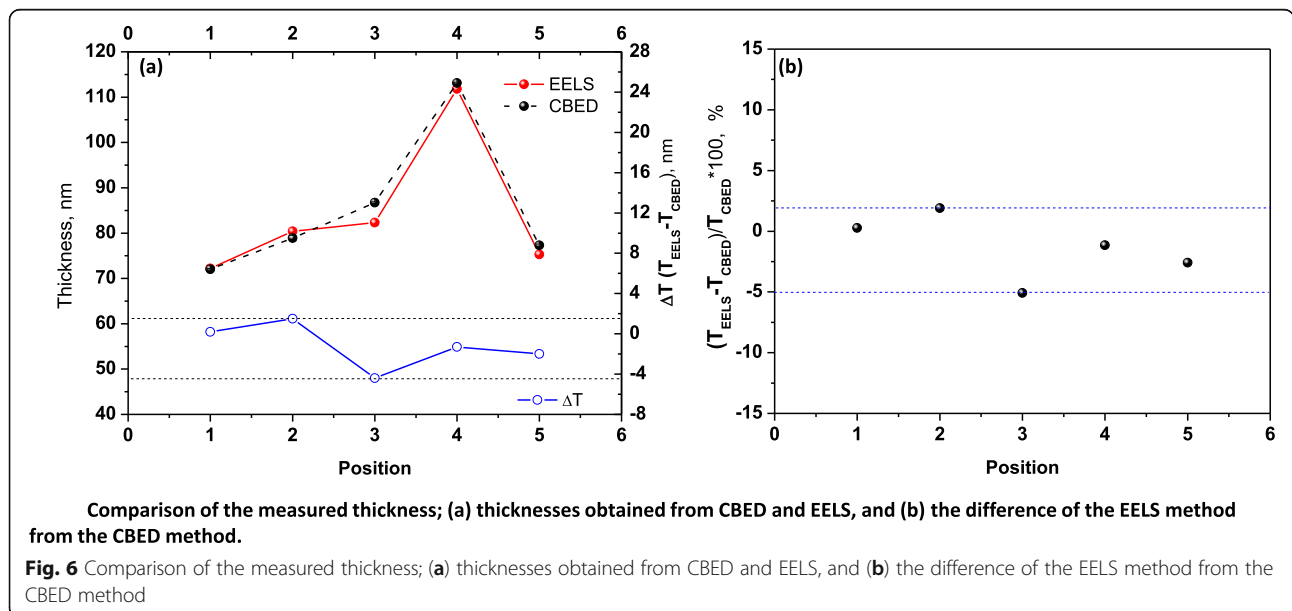 0 1 2 3 4 5 6
120 28
(a)
EELS
CBED
110 24
100 20
90 16
80 12
70 8
60 4
50 0
40 -4
-8
Thickness, nm
ΔT (T_EELS-T_CBED), nm
ΔT
0 1 2 3 4 5 6
Position
(b)
15
10
5
0
-5
-10
-15
(T_EELS-T_CBED)/T_CBED*100, %
0 1 2 3 4 5 6
Position
Comparison of the measured thickness; (a) thicknesses obtained from CBED and EELS, and (b) the difference of the EELS method
from the CBED method.
Fig. 6 Comparison of the measured thickness; (a) thicknesses obtained from CBED and EELS, and (b) the difference of the EELS method from the
CBED method